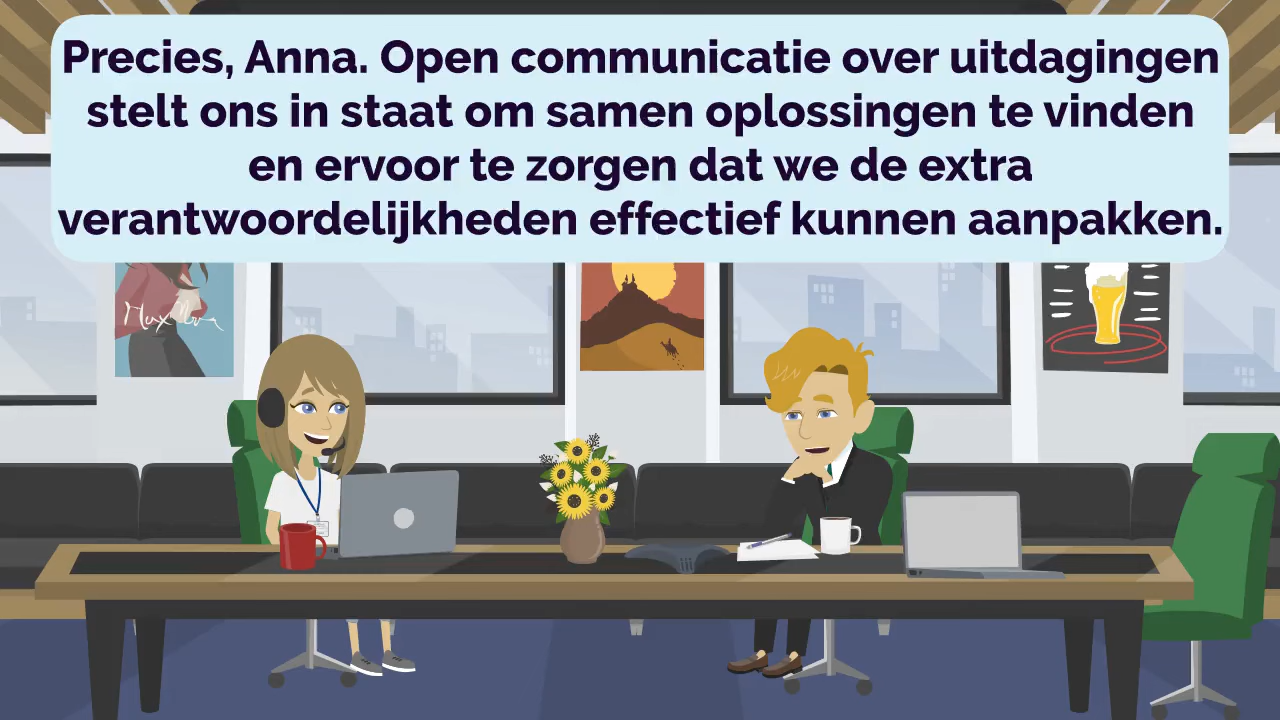 Precies, Anna. Open communicatie over uitdagingen
stelt ons in staat om samen oplossingen te vinden
en ervoor te zorgen dat we de extra
verantwoordelijkheden effectief kunnen aanpakken.